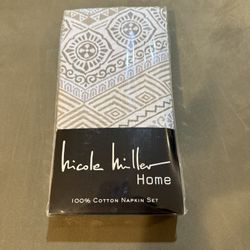 nicole miller
Home
100% COTTON NAPKIN SET